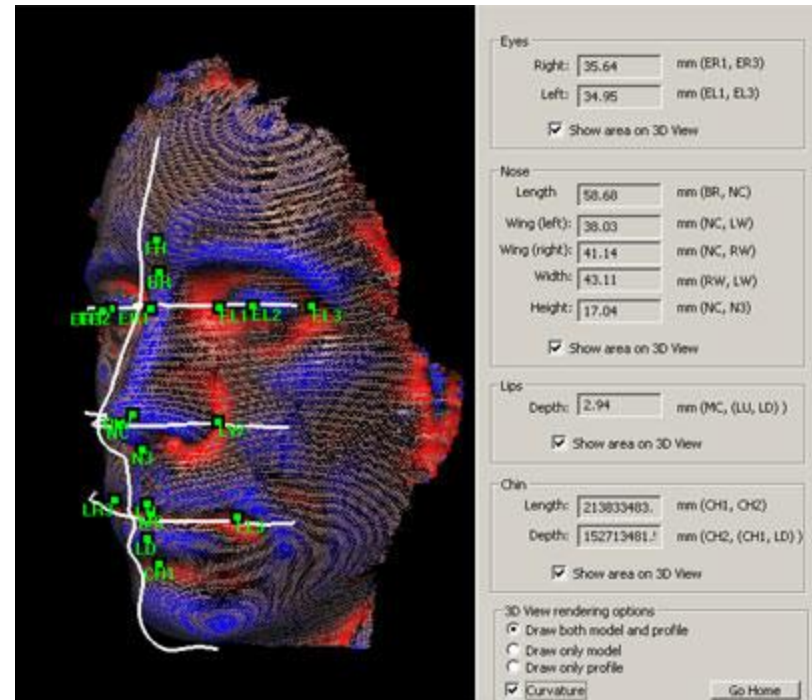 FH
BR
EL1
EL2
EL3
NC
N3
LD
CH1
Eyes
Right: 35.64 mm (ER1, ER3)
Left: 34.95 mm (EL1, EL3)
Show area on 3D View
Nose
Length 58.68 mm (BR, NC)
Wing (left): 38.03 mm (NC, LW)
Wing (right): 41.14 mm (NC, RW)
Width: 43.11 mm (RW, LW)
Height: 17.04 mm (NC, N3)
Show area on 3D View
Lips
Depth: 2.94 mm (MC, (LU, LD) )
Show area on 3D View
Chin
Length: 213833483. mm (CH1, CH2)
Depth: 152713481.5 mm (CH2, (CH1, LD) )
Show area on 3D View
3D View rendering options
Draw both model and profile
Draw only model
Draw only profile
Curvature Go Home